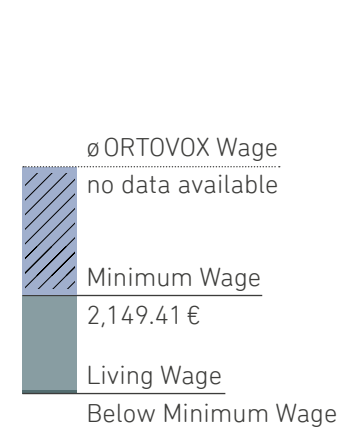 ø ORTOVOX Wage
no data available
Minimum Wage
2,149.41 €
Living Wage
Below Minimum Wage